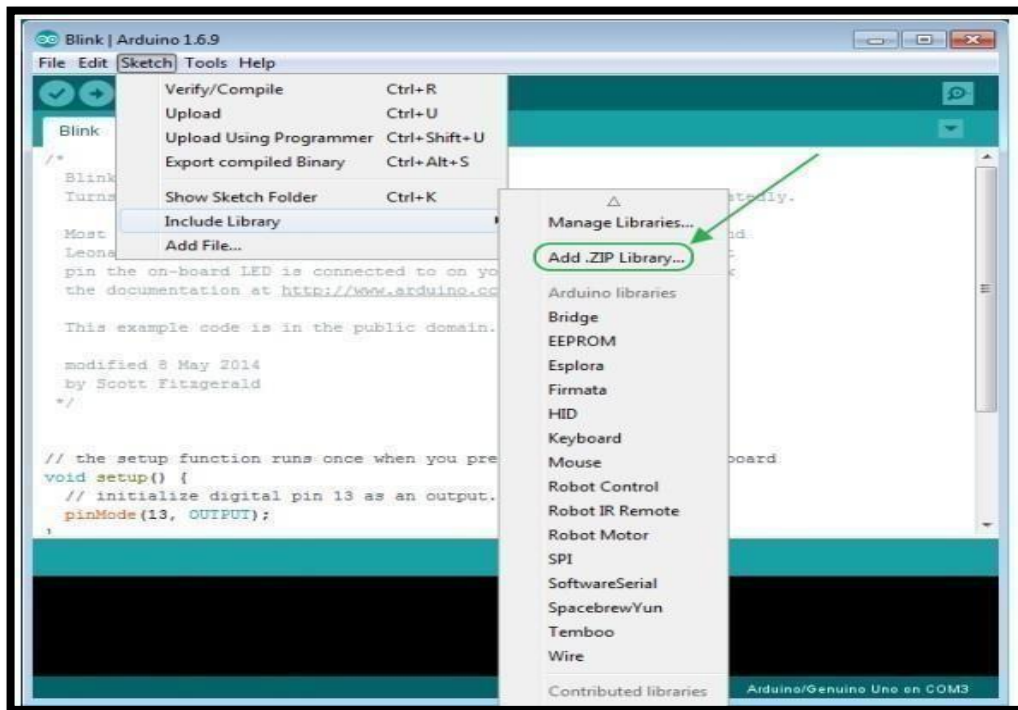 Blink | Arduino 1.6.9
File Edit Sketch Tools Help
Verify/Compile Ctrl+R
Upload Ctrl+U
Upload Using Programmer Ctrl+Shift+U
Export compiled Binary Ctrl+Alt+S
Show Sketch Folder Ctrl+K
Include Library
Add File...
Manage Libraries...
Add .ZIP Library...
Arduino libraries
Bridge
EEPROM
Esplora
Firmata
HID
Keyboard
Mouse
Robot Control
Robot IR Remote
Robot Motor
SPI
SoftwareSerial
SpacebrewYun
Temboo
Wire
Contributed libraries
Blink
/*
Blink
Turns
Most
pin the on-board LED is connected to on
the documentation at http://www.arduino.cc
This example code is in the public domain.
modified 8 May 2014
by Scott Fitzgerald
*/
// the setup function runs once when you board
void setup() {
// initialize digital pin 13 as an output.
pinMode(13, OUTPUT);
Arduino/Genuino Uno on COM3